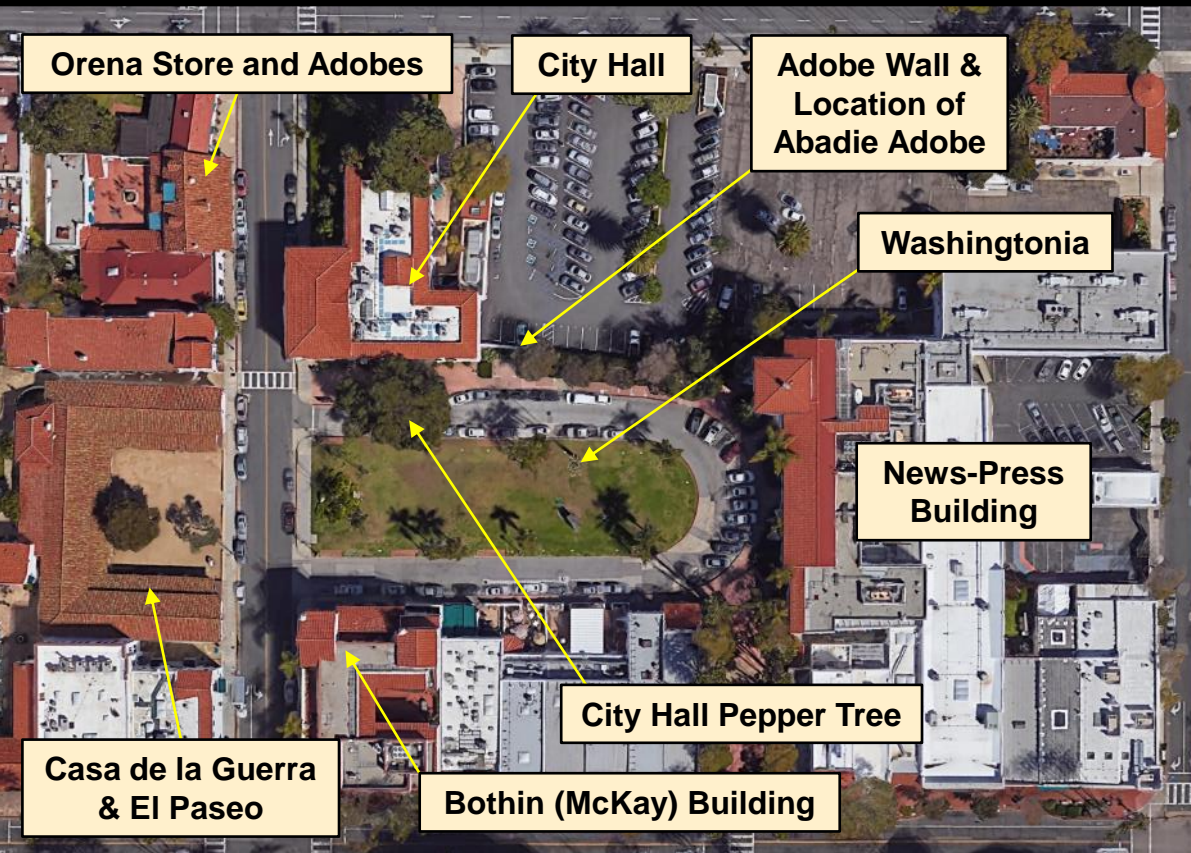 Orena Store and Adobes
City Hall
Adobe Wall &
Location of
Abadie Adobe
Washingtonia
News-Press
Building
City Hall Pepper Tree
Casa de la Guerra
& El Paseo
Bothin (McKay) Building